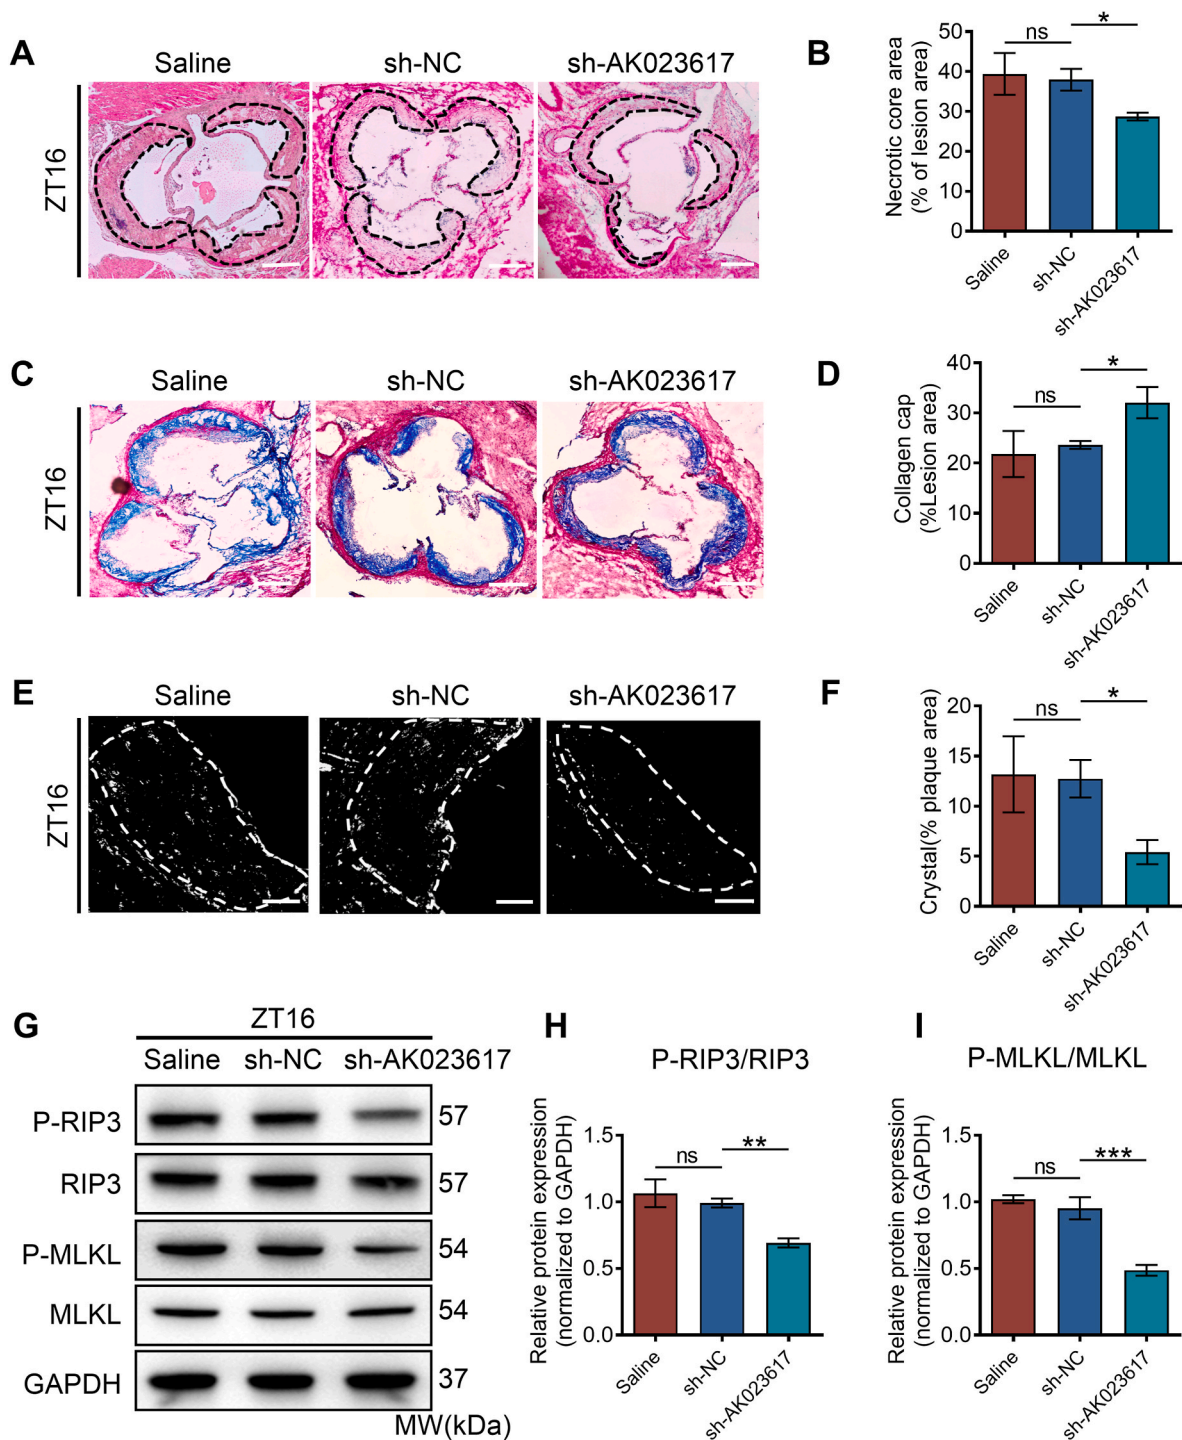 A
Saline
sh-NC
sh-AK023617
ZT16
B
Necrotic core area
(% of lesion area)
50
40
30
20
10
0
ns
*
Saline
sh-NC
sh-AK023617
C
Saline
sh-NC
sh-AK023617
ZT16
D
Collagen cap
(%Lesion area)
40
30
20
10
0
ns
*
Saline
sh-NC
sh-AK023617
E
Saline
sh-NC
sh-AK023617
ZT16
F
Crystal(% plaque area)
20
15
10
5
0
ns
*
Saline
sh-NC
sh-AK023617
G
ZT16
Saline sh-NC sh-AK023617
P-RIP3 57
RIP3 57
P-MLKL 54
MLKL 54
GAPDH 37
MW(kDa)
H
P-RIP3/RIP3
Relative protein expression
(normalized to GAPDH)
1.5
1.0
0.5
0.0
ns
**
Saline
sh-NC
sh-AK023617
I
P-MLKL/MLKL
Relative protein expression
(normalized to GAPDH)
1.5
1.0
0.5
0.0
ns
***
Saline
sh-NC
sh-AK023617